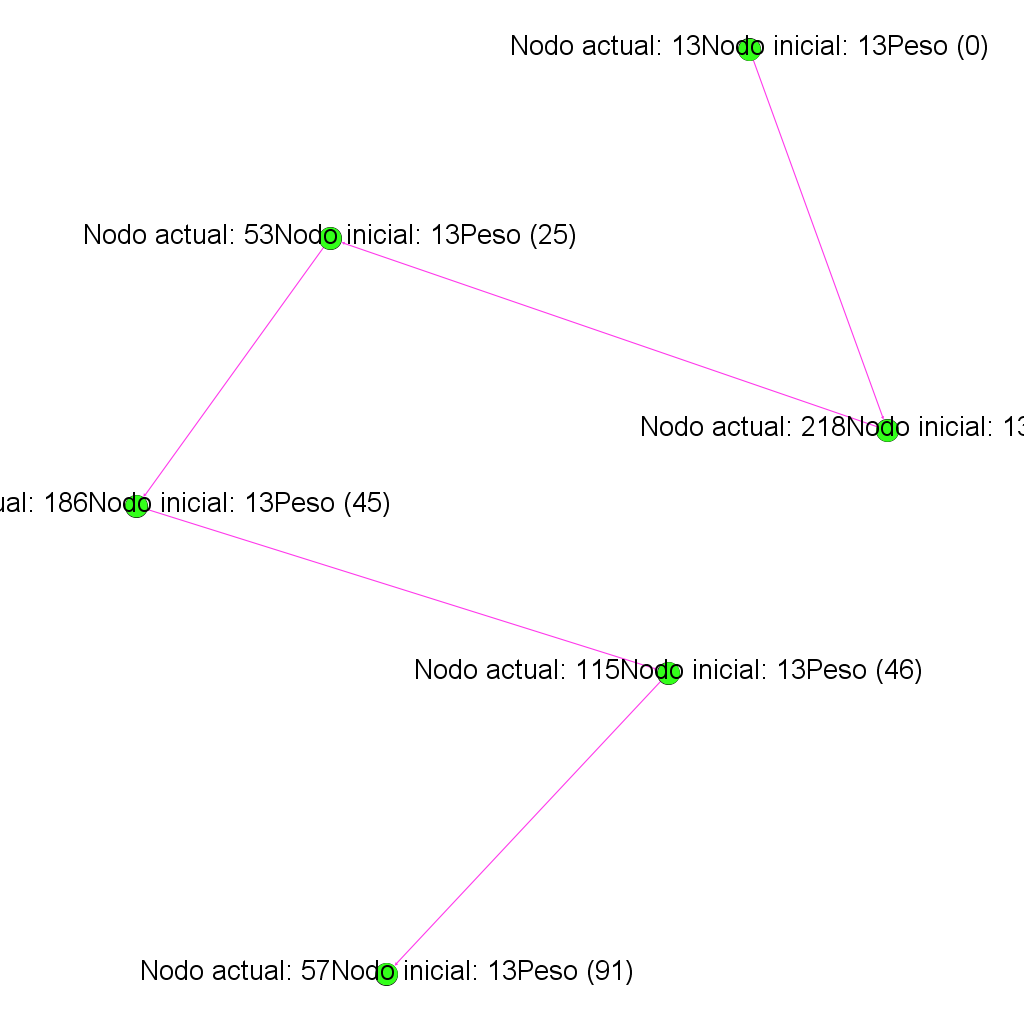 Nodo actual: 13Nodo inicial: 13Peso (0)
Nodo actual: 53Nodo inicial: 13Peso (25)
Nodo actual: 218Nodo inicial: 13
186Nodo inicial: 13Peso (45)
Nodo actual: 115Nodo inicial: 13Peso (46)
Nodo actual: 57Nodo inicial: 13Peso (91)